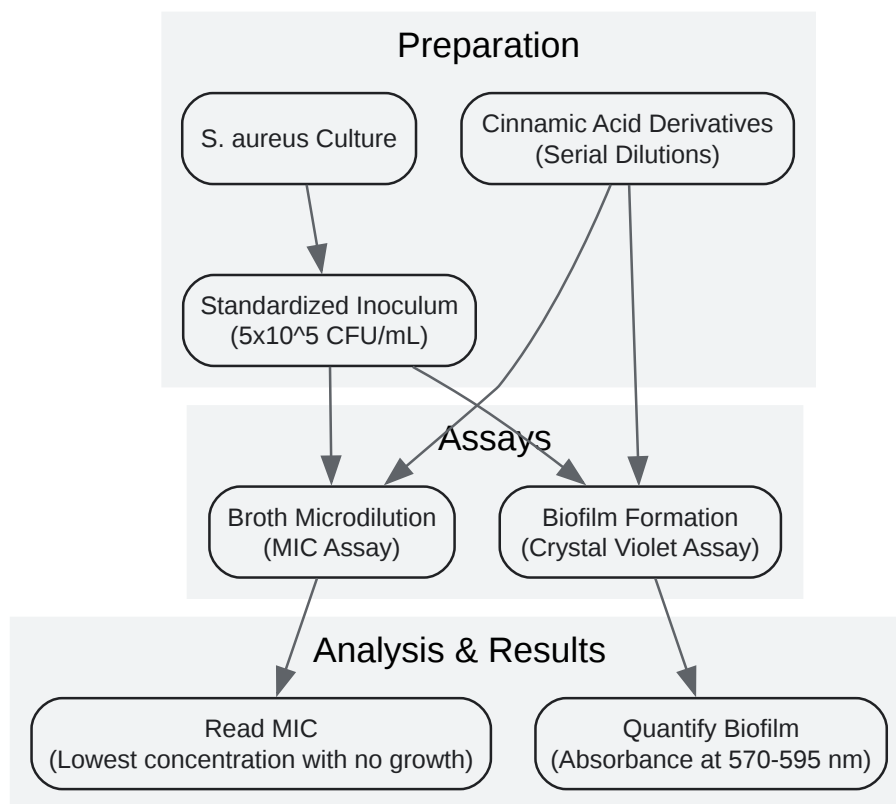 Preparation
S. aureus Culture
Cinnamic Acid Derivatives
(Serial Dilutions)
Standardized Inoculum
(5x10^5 CFU/mL)
Assays
Broth Microdilution
(MIC Assay)
Biofilm Formation
(Crystal Violet Assay)
Analysis & Results
Read MIC
(Lowest concentration with no growth)
Quantify Biofilm
(Absorbance at 570-595 nm)